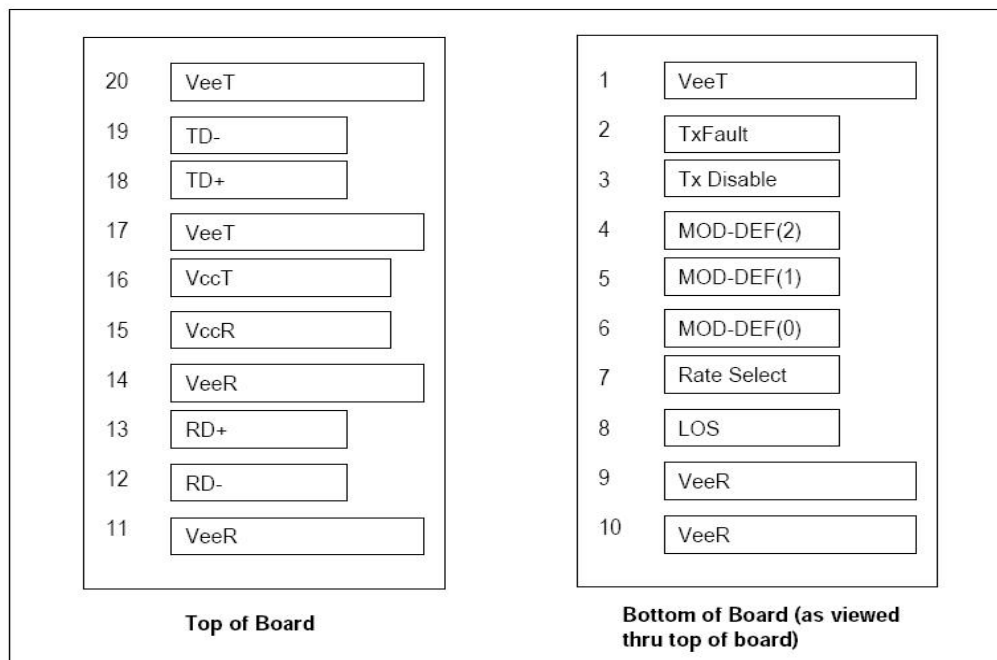 20 VeeT
19 TD-
18 TD+
17 VeeT
16 VccT
15 VccR
14 VeeR
13 RD+
12 RD-
11 VeeR
Top of Board
1 VeeT
2 TxFault
3 Tx Disable
4 MOD-DEF(2)
5 MOD-DEF(1)
6 MOD-DEF(0)
7 Rate Select
8 LOS
9 VeeR
10 VeeR
Bottom of Board (as viewed
thru top of board)